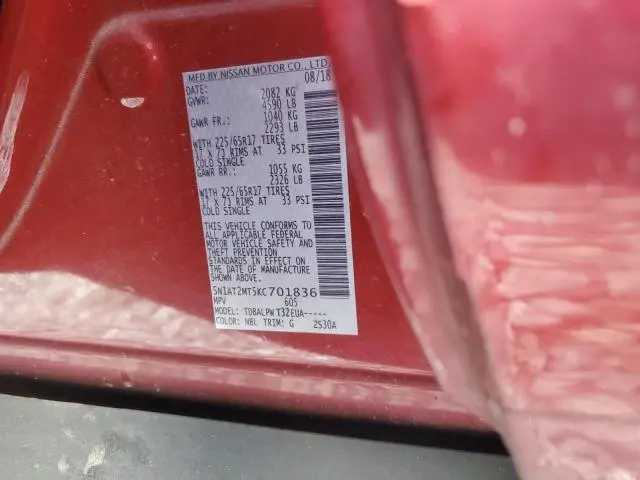 MFD BY NISSAN MOTOR CO., LTD.
DATE: 08/18
GVWR: 2082 KG
4590 LB
GAWR FR.: 1040 KG
2293 LB
WITH 225/65R17 TIRES
17 X 7J RIMS AT 33 PSI
COLD SINGLE
GAWR RR.: 1055 KG
2326 LB
WITH 225/65R17 TIRES
17 X 7J RIMS AT 33 PSI
COLD SINGLE
THIS VEHICLE CONFORMS TO
ALL APPLICABLE FEDERAL
MOTOR VEHICLE SAFETY AND
THEFT PREVENTION
STANDARDS IN EFFECT ON
THE DATE OF MANUFACTURE
SHOWN ABOVE.
5N1AT2MT5KC701836
MPV 605
MODEL: TDBALPWT32EUA-----
COLOR: NBL TRIM: G 2S30A